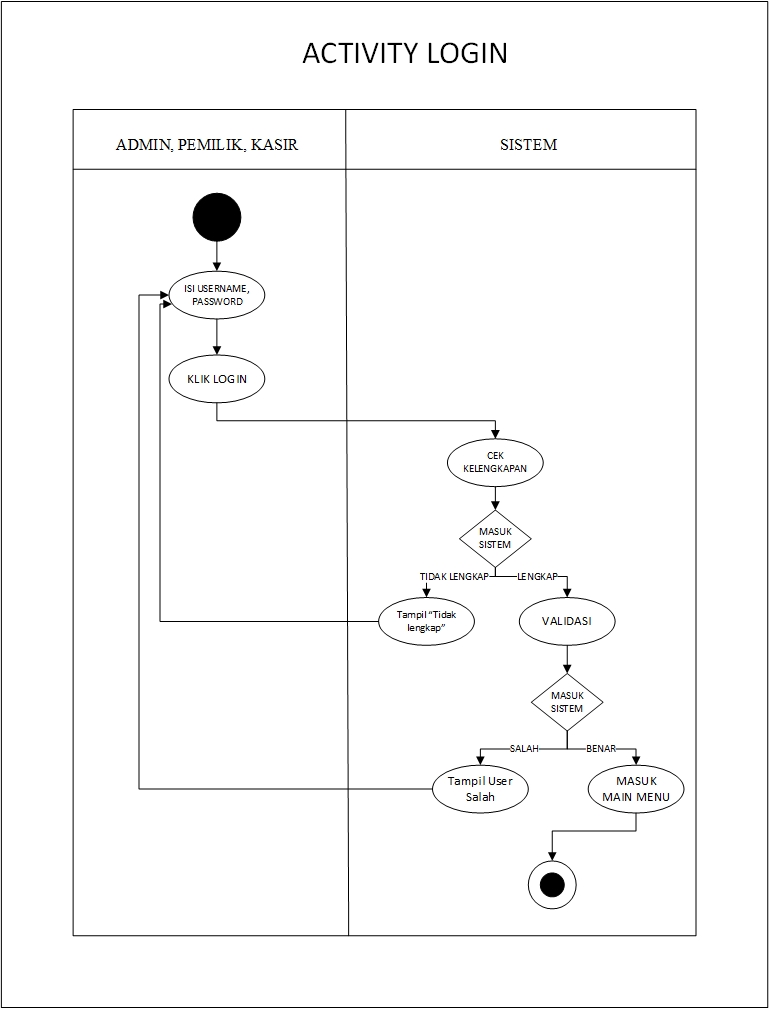 ACTIVITY LOGIN
ADMIN, PEMILIK, KASIR
SISTEM
ISI USERNAME,
PASSWORD
KLIK LOGIN
CEK
KELENGKAPAN
MASUK
SISTEM
TIDAK LENGKAP
LENGKAP
Tampil “Tidak
lengkap”
VALIDASI
MASUK
SISTEM
SALAH
BENAR
Tampil User
Salah
MASUK
MAIN MENU